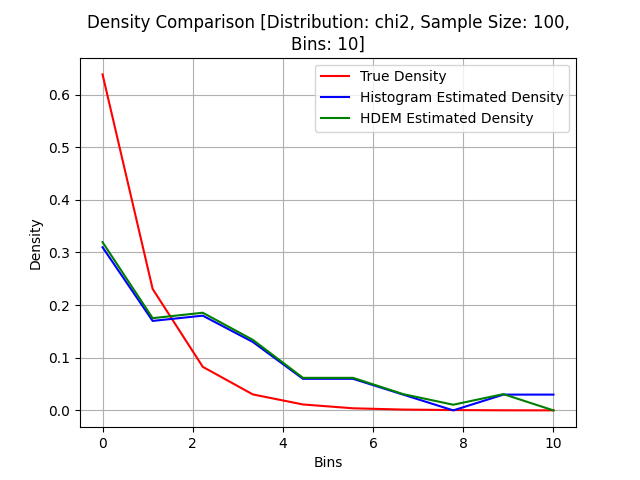 Density Comparison [Distribution: chi2, Sample Size: 100,
Bins: 10]
True Density
Histogram Estimated Density
HDEM Estimated Density
Density
0.6
0.5
0.4
0.3
0.2
0.1
0.0
0 2 4 6 8 10
Bins